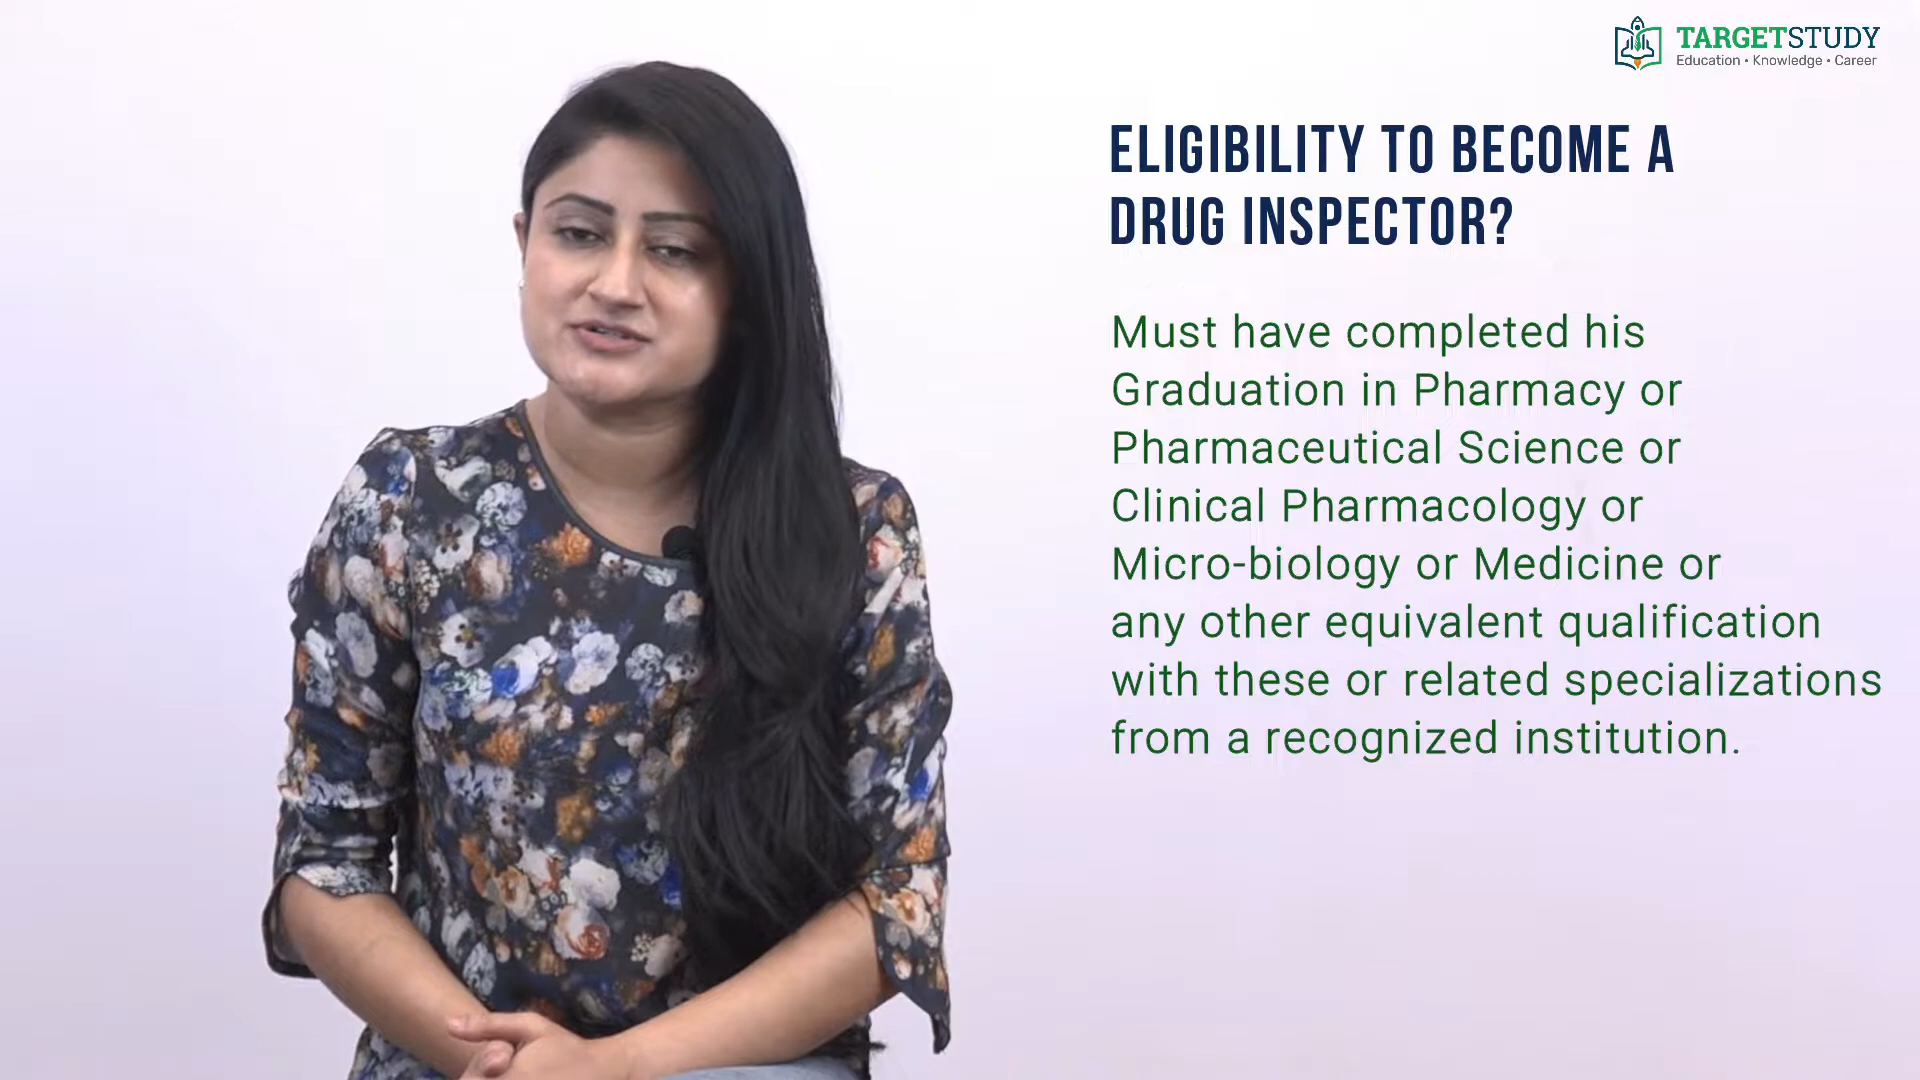 TARGETSTUDY
Education • Knowledge • Career
ELIGIBILITY TO BECOME A
DRUG INSPECTOR?
Must have completed his
Graduation in Pharmacy or
Pharmaceutical Science or
Clinical Pharmacology or
Micro-biology or Medicine or
any other equivalent qualification
with these or related specializations
from a recognized institution.